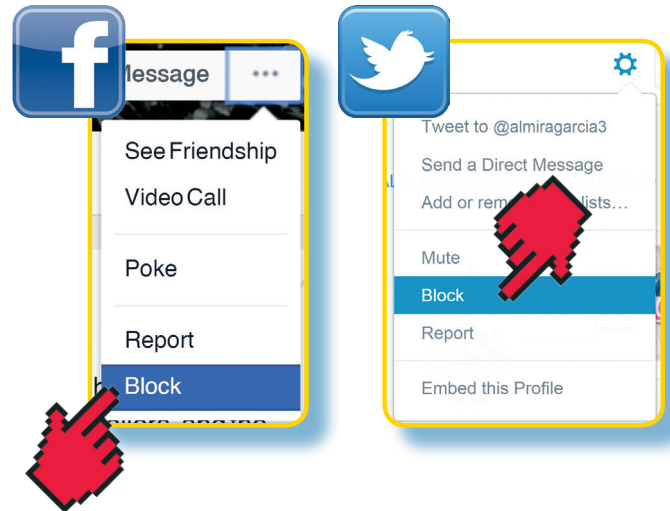 Message
See Friendship
Video Call
Poke
Report
Block
Tweet to @almiragarcia3
Send a Direct Message
Add or lists…
Mute
Block
Report
Embed this Profile